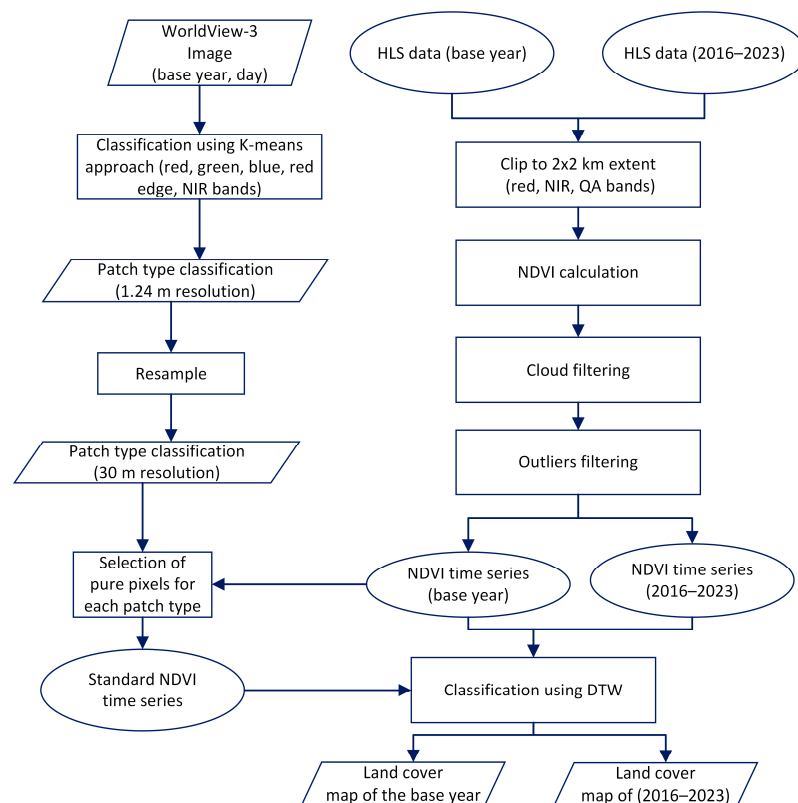 WorldView-3
Image
(base year, day)
HLS data (base year)
HLS data (2016–2023)
Classification using K-means
approach (red, green, blue, red
edge, NIR bands)
Clip to 2x2 km extent
(red, NIR, QA bands)
Patch type classification
(1.24 m resolution)
NDVI calculation
Resample
Cloud filtering
Patch type classification
(30 m resolution)
Outliers filtering
Selection of
pure pixels for
each patch type
NDVI time series
(base year)
NDVI time series
(2016–2023)
Standard NDVI
time series
Classification using DTW
Land cover
map of the base year
Land cover
map of (2016–2023)